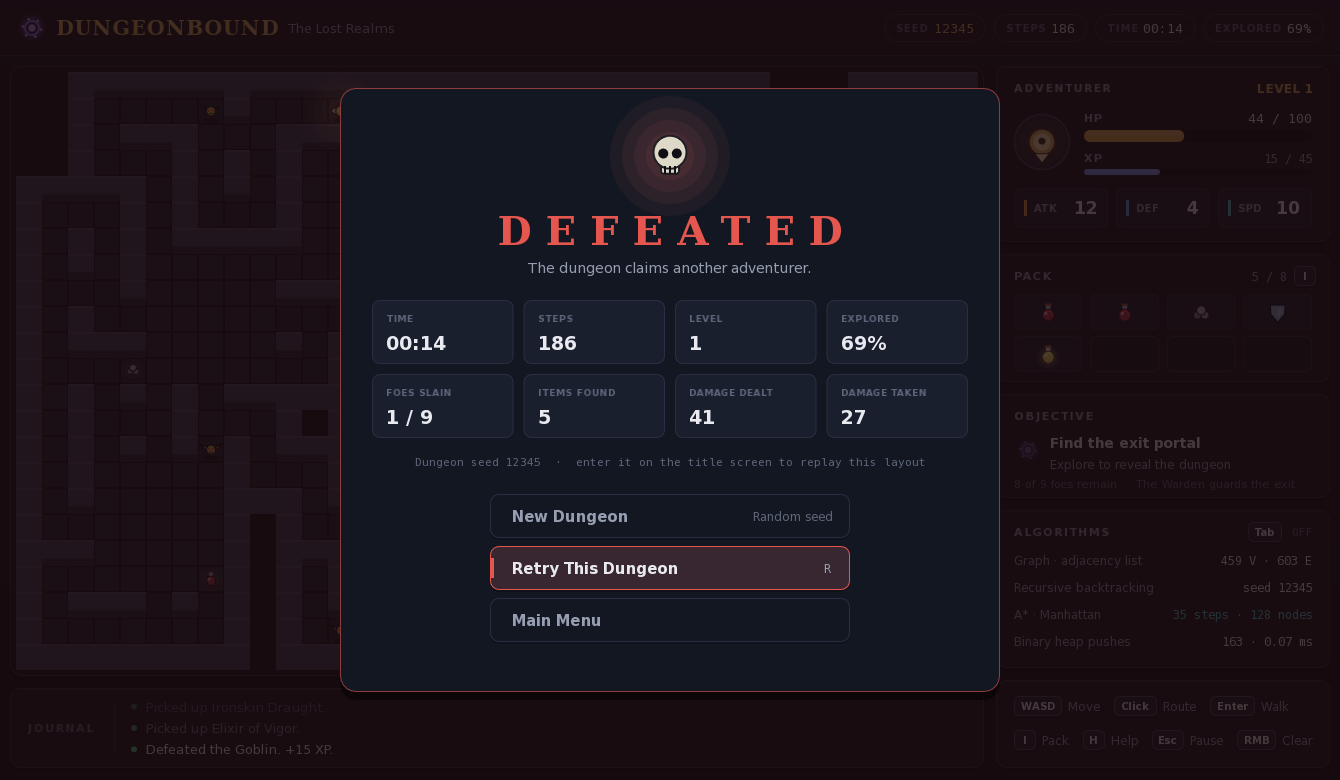 DUNGEONBOUND The Lost Realms SEED 12345 STEPS 186 TIME 00:14 EXPLORED 69%
ADVENTURER LEVEL 1
HP 44 / 100
XP 15 / 45
ATK 12 DEF 4 SPD 10
PACK 5 / 8 I
OBJECTIVE
Find the exit portal
Explore to reveal the dungeon
8 of 9 foes remain The Warden guards the exit
ALGORITHMS Tab OFF
Graph · adjacency list 459 V · 603 E
Recursive backtracking seed 12345
A* · Manhattan 35 steps · 128 nodes
Binary heap pushes 163 · 0.07 ms
WASD Move Click Route Enter Walk
I Pack H Help Esc Pause RMB Clear
DEFEATED
The dungeon claims another adventurer.
TIME STEPS LEVEL EXPLORED
00:14 186 1 69%
FOES SLAIN ITEMS FOUND DAMAGE DEALT DAMAGE TAKEN
1 / 9 5 41 27
Dungeon seed 12345 · enter it on the title screen to replay this layout
New Dungeon Random seed
Retry This Dungeon R
Main Menu
JOURNAL
Picked up Ironskin Draught.
Picked up Elixir of Vigor.
Defeated the Goblin. +15 XP.